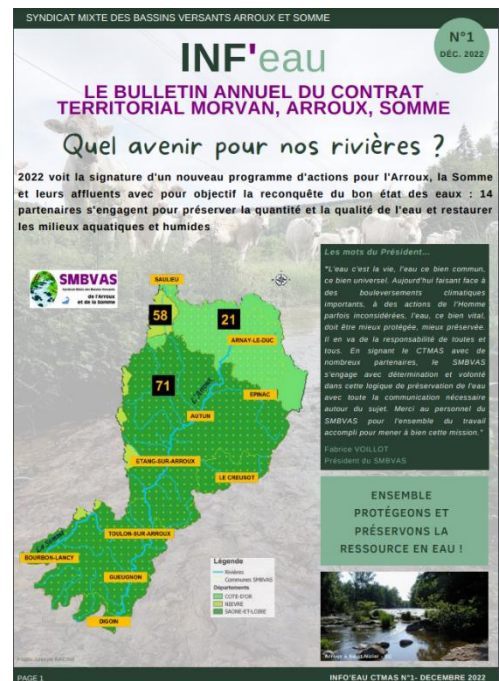 SYNDICAT MIXTE DES BASSINS VERSANTS ARROUX ET SOMME
N°1
DÉC. 2022
INF'eau
LE BULLETIN ANNUEL DU CONTRAT
TERRITORIAL MORVAN, ARROUX, SOMME
Quel avenir pour nos rivières ?
2022 voit la signature d'un nouveau programme d'actions pour l'Arroux, la Somme
et leurs affluents avec pour objectif la reconquête du bon état des eaux : 14
partenaires s'engagent pour préserver la quantité et la qualité de l'eau et restaurer
les milieux aquatiques et humides
SMBVAS
de l'Arroux
et de la Somme
SAULIEU
58
21
ARNAY-LE-DUC
71
EPINAC
L'Arroux
AUTUN
ETANG-SUR-ARROUX
LE CREUSOT
TOULON-SUR-ARROUX
La Somme
BOURBON-LANCY
GUEUGNON
DIGOIN
Légende
Rivières
Communes SMBVAS
Départements
COTE-D'OR
NIEVRE
SAONE-ET-LOIRE
Les mots du Président...
"L'eau c'est la vie, l'eau ce bien commun,
ce bien universel. Aujourd'hui faisant face à
des bouleversements climatiques
importants, à des actions de l'Homme
parfois inconsidérées, l'eau, ce bien vital,
doit être mieux protégée, mieux préservée.
Il en va de la responsabilité de toutes et
tous. En signant le CTMAS avec de
nombreux partenaires, le SMBVAS
s'engage avec détermination et volonté
dans cette logique de préservation de l'eau
avec toute la communication nécessaire
autour du sujet. Merci au personnel du
SMBVAS pour l'ensemble du travail
accompli pour mener à bien cette mission."
Fabrice VOILLOT
Président du SMBVAS
ENSEMBLE
PROTÉGEONS ET
PRÉSERVONS LA
RESSOURCE EN EAU !
PAGE 1
INFO'EAU CTMAS N°1- DECEMBRE 2022